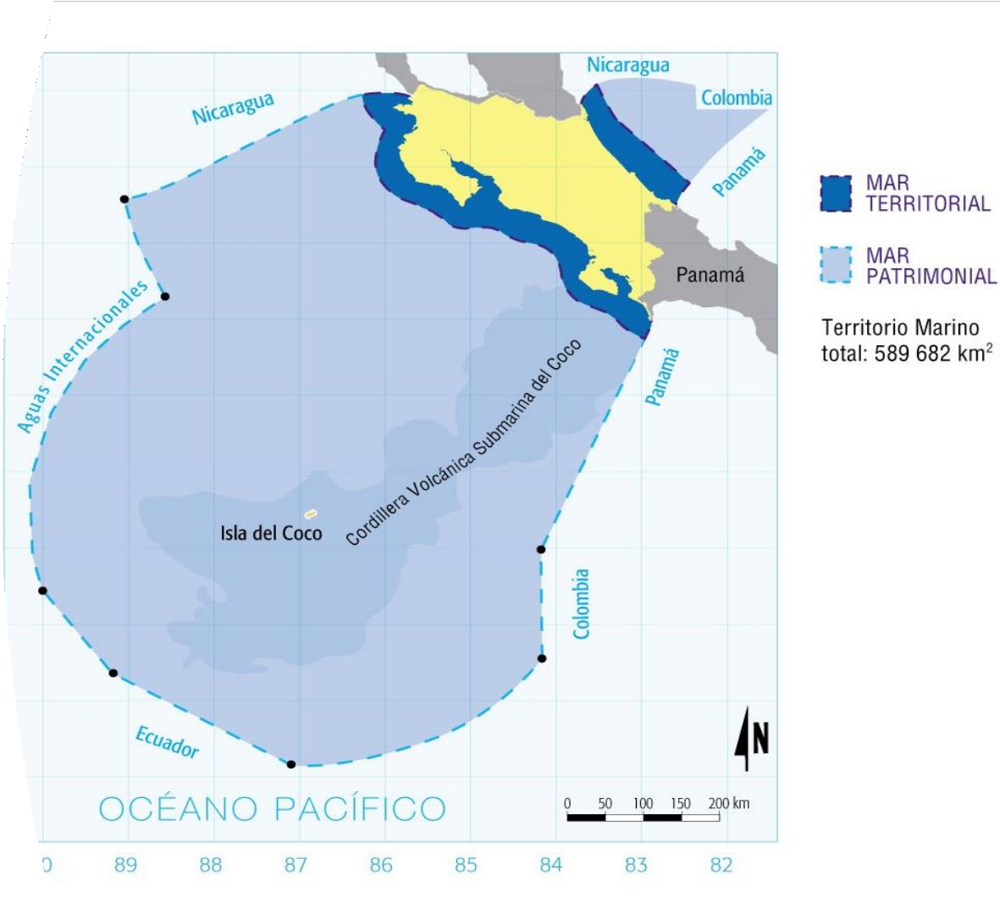 Nicaragua
Nicaragua
Colombia
Panamá
MAR
TERRITORIAL
MAR
PATRIMONIAL
Panamá
Territorio Marino
total: 589 682 km²
Aguas Internacionales
Panamá
Cordillera Volcánica Submarina del Coco
Isla del Coco
Colombia
Ecuador
N
OCÉANO PACÍFICO
0 50 100 150 200 km
0 89 88 87 86 85 84 83 82